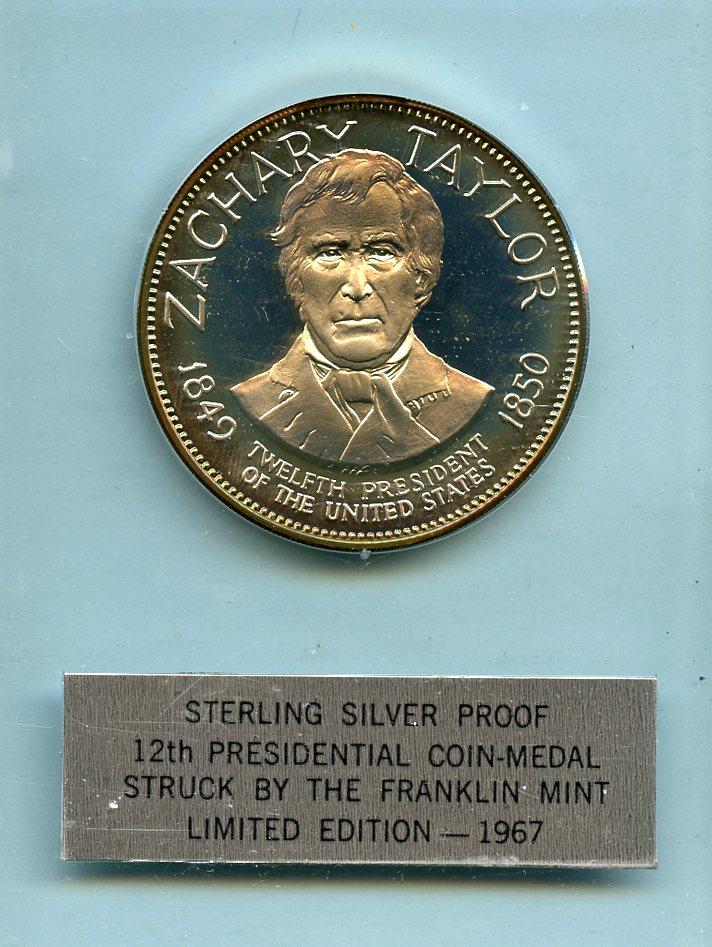 ZACHARY TAYLOR
1849 1850
TWELFTH PRESIDENT
OF THE UNITED STATES
STERLING SILVER PROOF
12th PRESIDENTIAL COIN-MEDAL
STRUCK BY THE FRANKLIN MINT
LIMITED EDITION — 1967